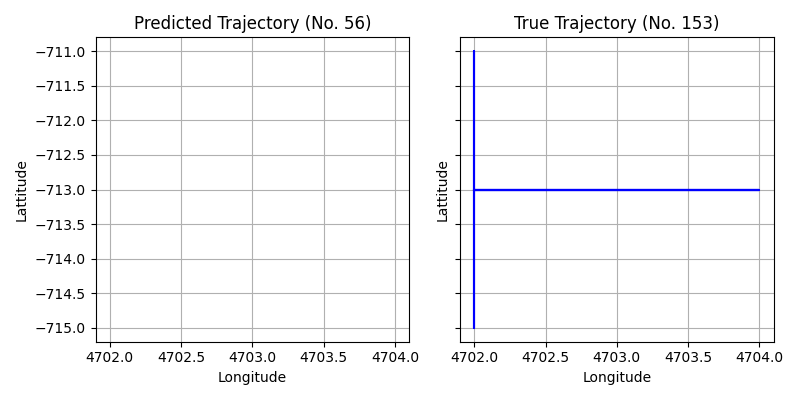 Predicted Trajectory (No. 56)
Lattitude
−711.0
−711.5
−712.0
−712.5
−713.0
−713.5
−714.0
−714.5
−715.0
4702.0 4702.5 4703.0 4703.5 4704.0
Longitude
True Trajectory (No. 153)
Lattitude
4702.0 4702.5 4703.0 4703.5 4704.0
Longitude